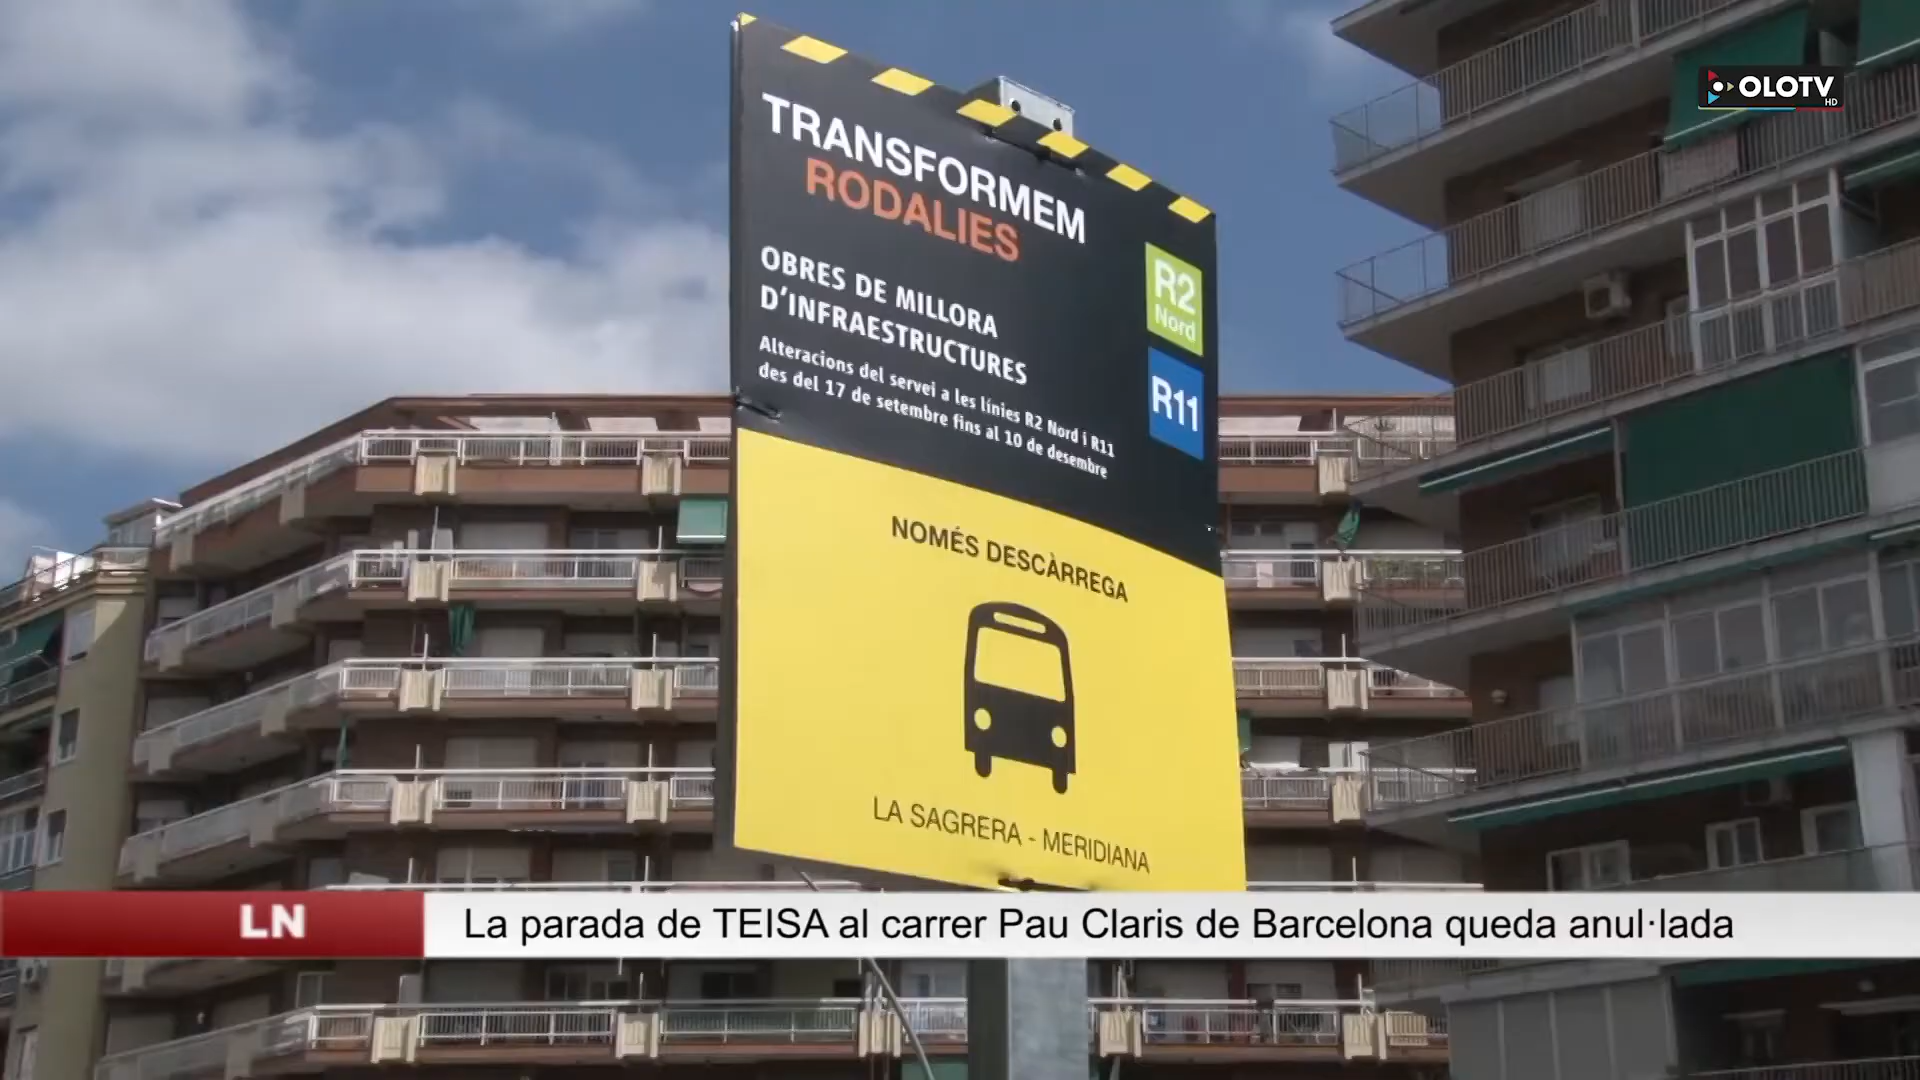 OLOTV
HD
TRANSFORMEM
RODALIES
OBRES DE MILLORA
D'INFRAESTRUCTURES
Alteracions del servei a les línies R2 Nord i R11
des del 17 de setembre fins al 10 de desembre
R2
Nord
R11
NOMÉS DESCÀRREGA
LA SAGRERA - MERIDIANA
LN
La parada de TEISA al carrer Pau Claris de Barcelona queda anul·lada